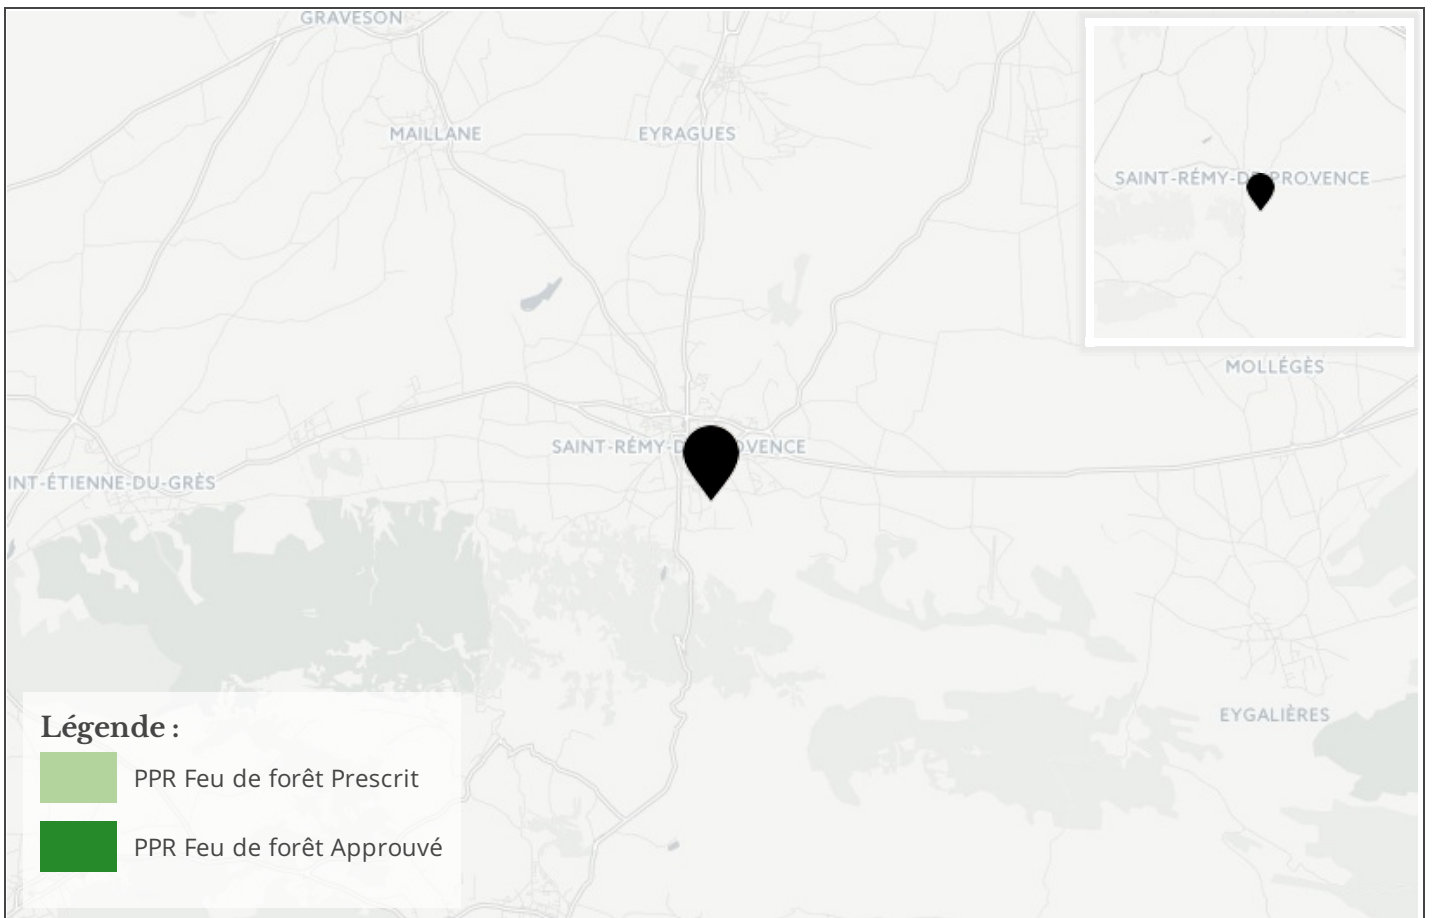 GRAVESON
MAILLANE
EYRAGUES
SAINT-RÉMY-DE-PROVENCE
MOLLÉGÈS
SAINT-RÉMY-D VENCE
INT-ÉTIENNE-DU-GRÈS
EYGALIÈRES
Légende :
PPR Feu de forêt Prescrit
PPR Feu de forêt Approuvé